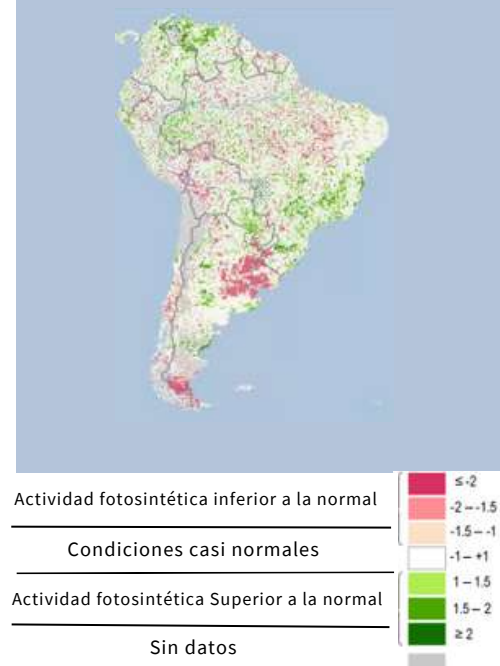 Actividad fotosintética inferior a la normal
Condiciones casi normales
Actividad fotosintética Superior a la normal
Sin datos
≤ -2
-2 – -1.5
-1.5 – -1
-1 – +1
1 – 1.5
1.5 – 2
≥ 2